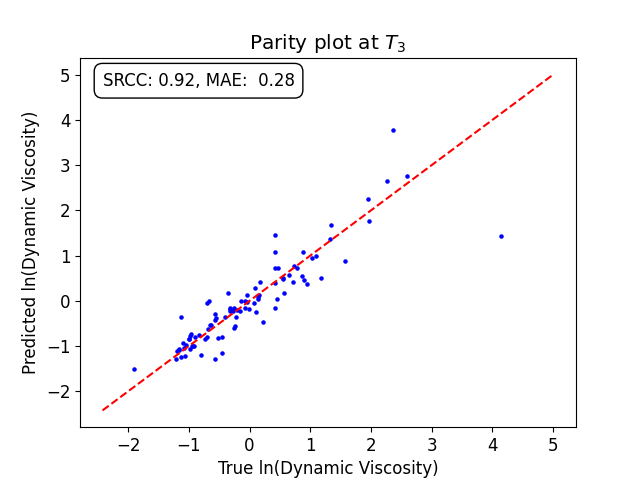 Parity plot at $T_3$
SRCC: 0.92, MAE:  0.28
Predicted ln(Dynamic Viscosity)
5
4
3
2
1
0
−1
−2
−2 −1 0 1 2 3 4 5
True ln(Dynamic Viscosity)